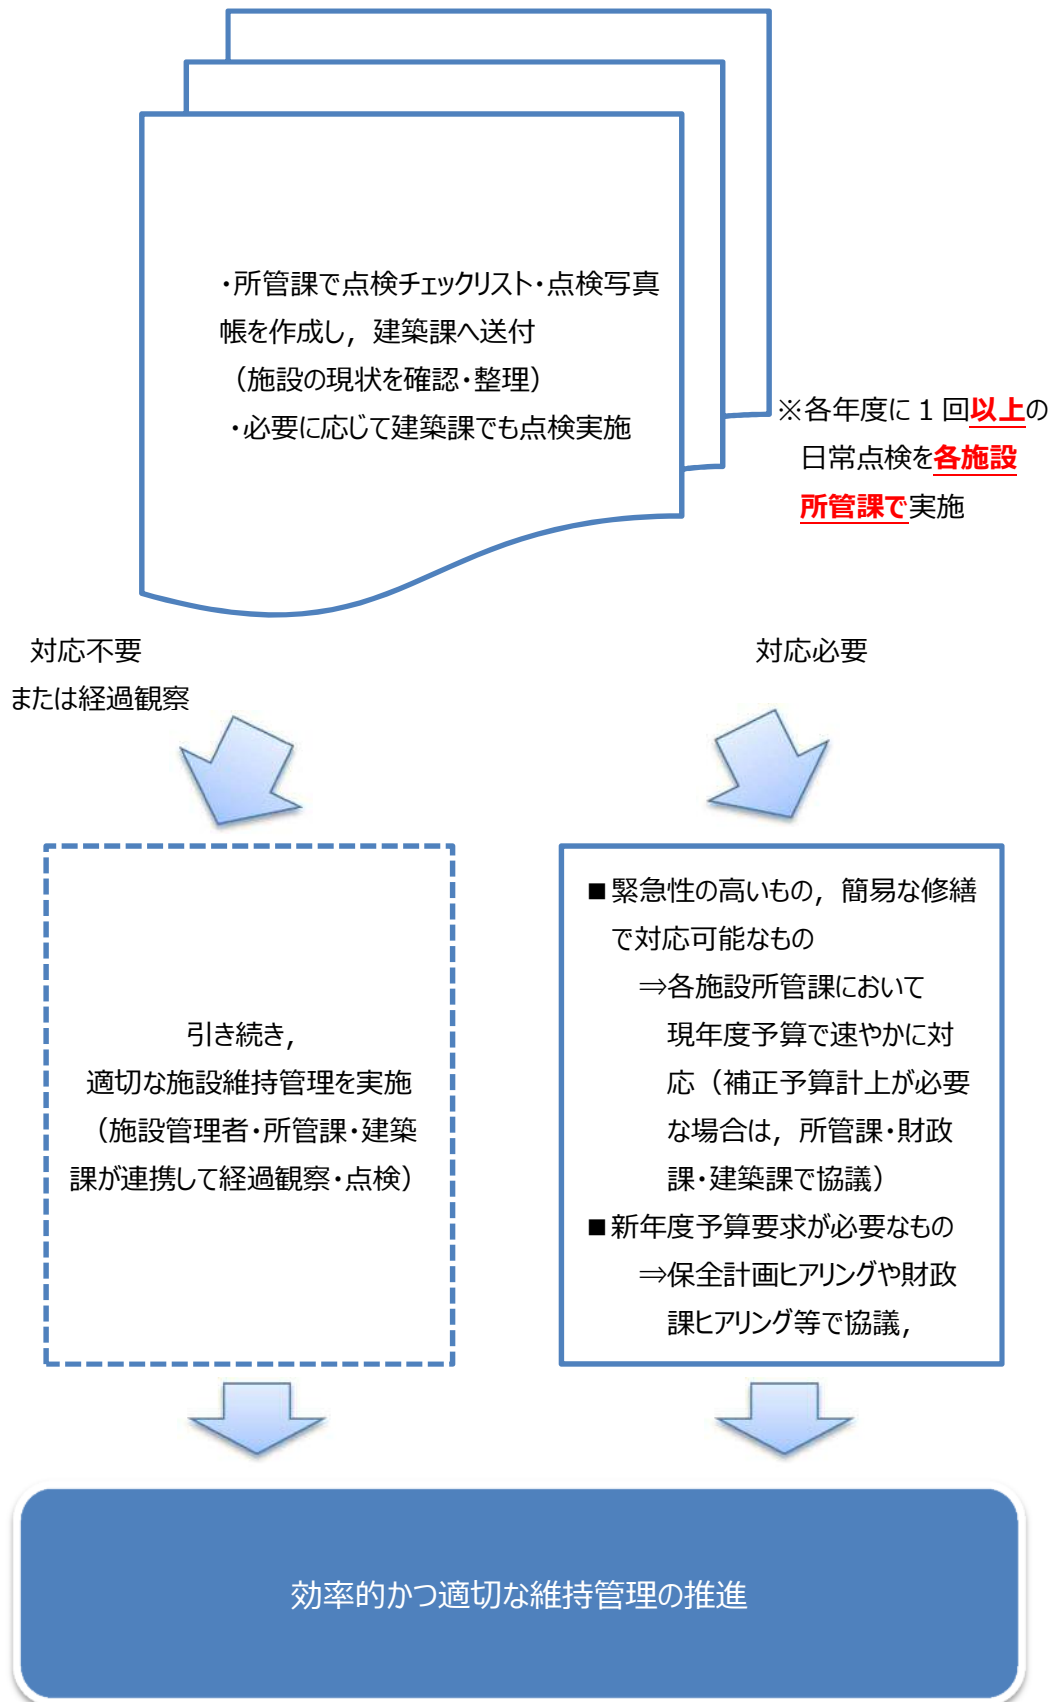 ・所管課で点検チェックリスト・点検写真
帳を作成し，建築課へ送付
（施設の現状を確認・整理）
・必要に応じて建築課でも点検実施
※各年度に１回以上の
日常点検を各施設
所管課で実施
対応不要
または経過観察
対応必要
引き続き，
適切な施設維持管理を実施
（施設管理者・所管課・建築
課が連携して経過観察・点検）
■緊急性の高いもの，簡易な修繕
で対応可能なもの
⇒各施設所管課において
現年度予算で速やかに対
応（補正予算計上が必要
な場合は，所管課・財政
課・建築課で協議）
■新年度予算要求が必要なもの
⇒保全計画ヒアリングや財政
課ヒアリング等で協議，
効率的かつ適切な維持管理の推進